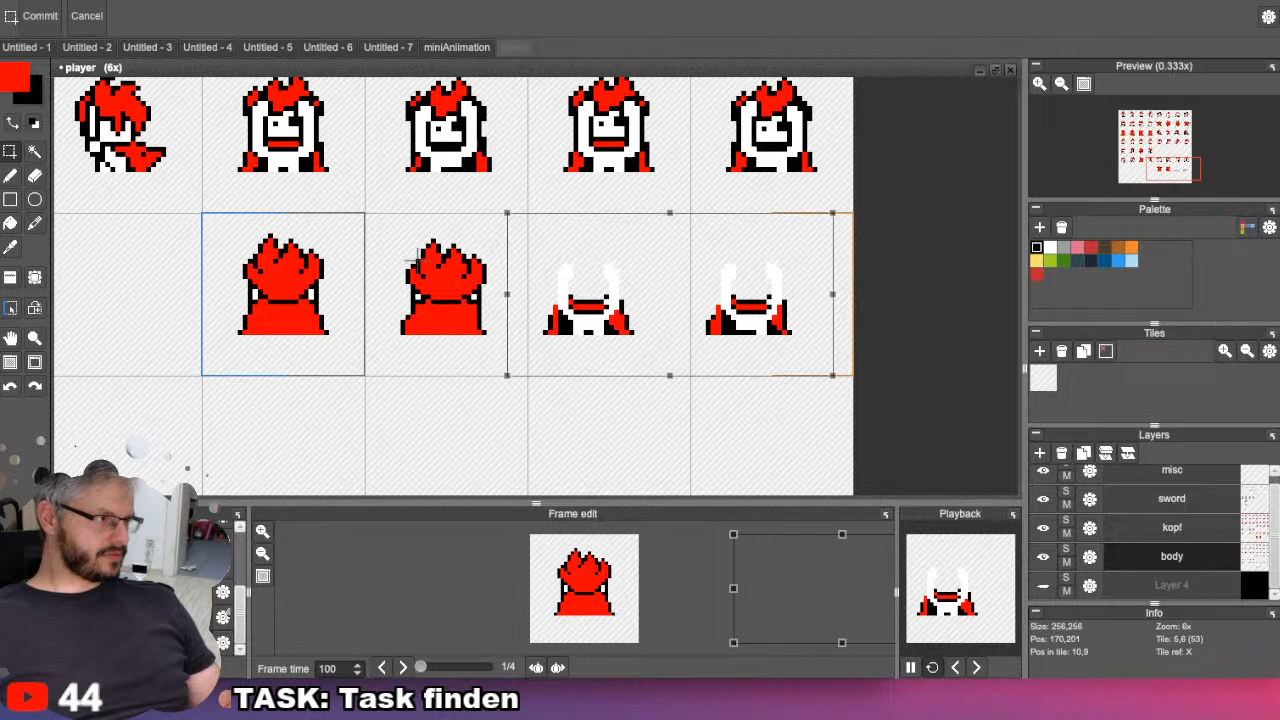 Commit Cancel
Untitled - 1 Untitled - 2 Untitled - 3 Untitled - 4 Untitled - 5 Untitled - 6 Untitled - 7 miniAniimation
• player (6x)
Preview (0.333x)
Palette
Tiles
Layers
S
M
misc
S
M
sword
S
M
kopf
S
M
body
S
M
Layer 4
Info
Size: 256,256 Zoom: 6x
Pos: 170,201 Tile: 5,6 (53)
Pos in tile: 10,9 Tile ref: X
Frame edit
Playback
Frame time 100 1/4
44 TASK: Task finden